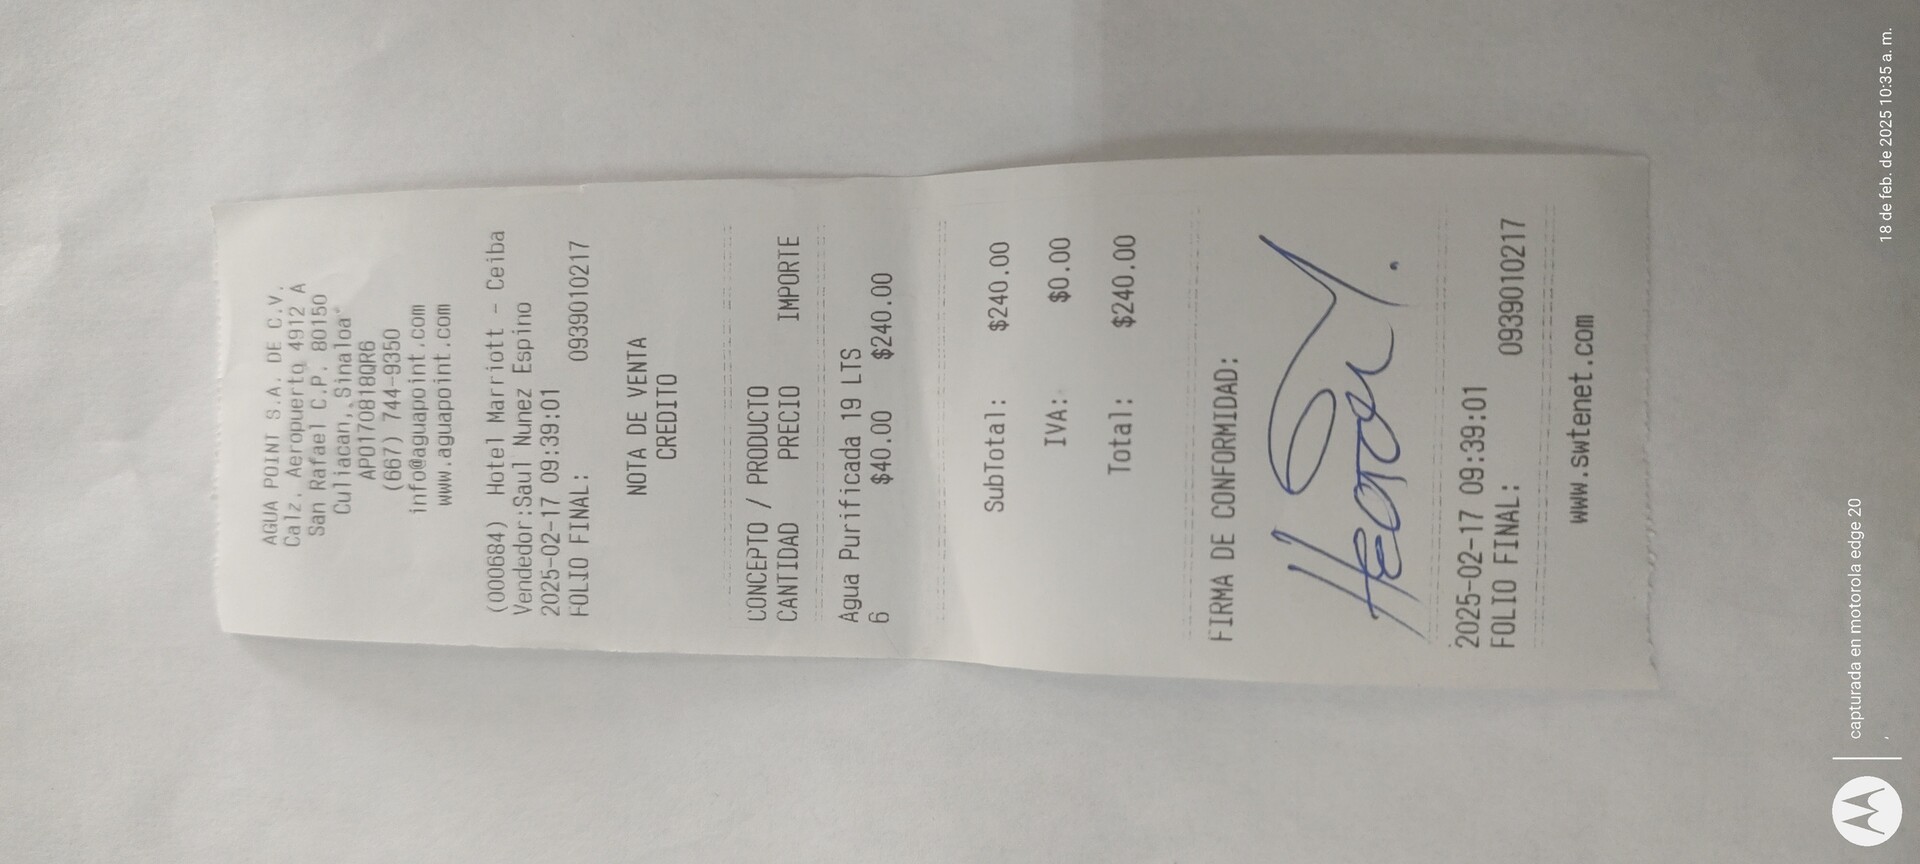 AGUA POINT S.A. DE C.V.
Calz. Aeropuerto 4912 A
San Rafael C.P. 80150
Culiacan, Sinaloa
APO170818QR6
(667) 744-9350
info@aguapoint.com
www.aguapoint.com
(000684) Hotel Marriott - Ceiba
Vendedor:Saul Nunez Espino
2025-02-17 09:39:01
FOLIO FINAL: 0939010217
NOTA DE VENTA
CREDITO
CONCEPTO / PRODUCTO
CANTIDAD PRECIO IMPORTE
Agua Purificada 19 LTS
6 $40.00 $240.00
SubTotal: $240.00
IVA: $0.00
Total: $240.00
FIRMA DE CONFORMIDAD:
2025-02-17 09:39:01
FOLIO FINAL: 0939010217
www.swtenet.com
capturada en motorola edge 20
18 de feb. de 2025 10:35 a. m.